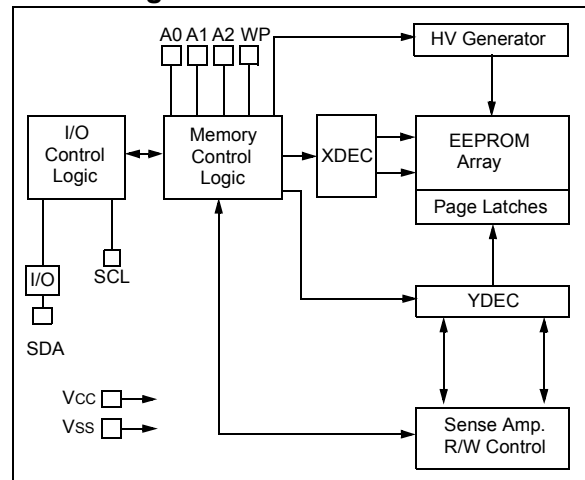 A0 A1 A2 WP
HV Generator
I/O
Control
Logic
Memory
Control
Logic
XDEC
EEPROM
Array
Page Latches
I/O
SCL
SDA
YDEC
VCC
VSS
Sense Amp.
R/W Control